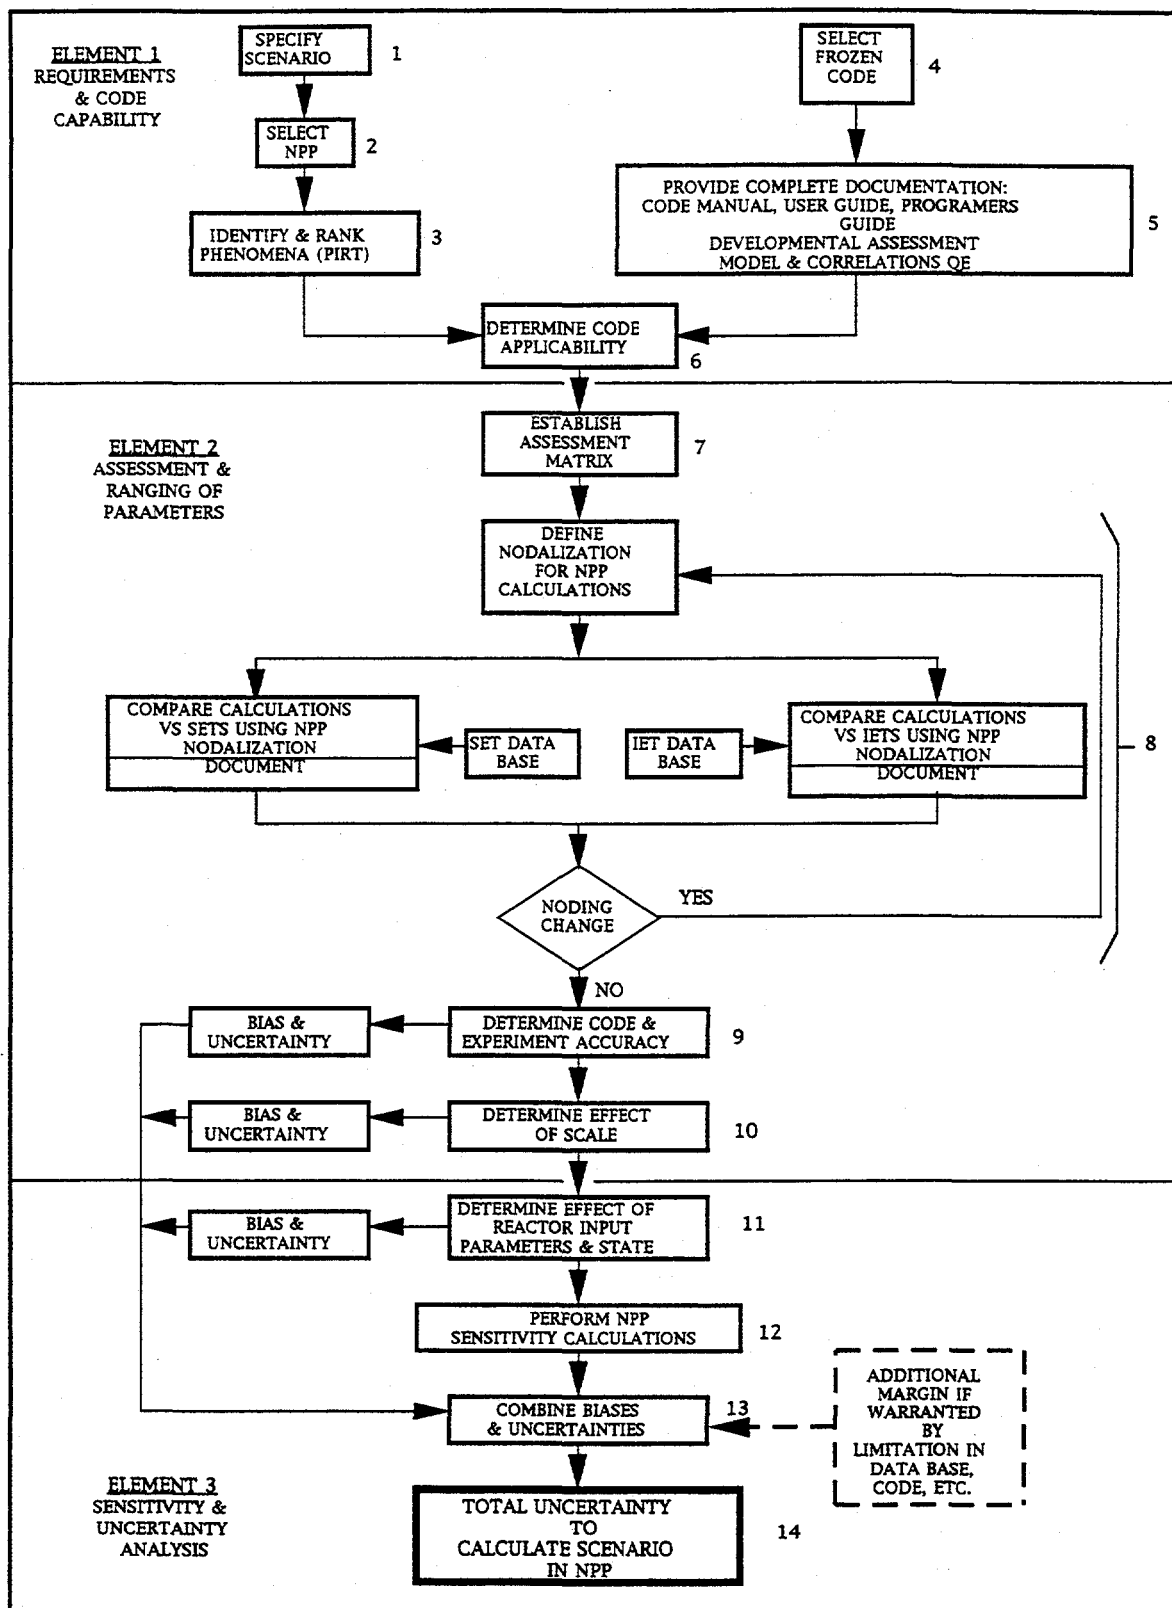 ELEMENT 1
REQUIREMENTS
& CODE
CAPABILITY
SPECIFY
SCENARIO
1
SELECT
NPP
2
IDENTIFY & RANK
PHENOMENA (PIRT)
3
SELECT
FROZEN
CODE
4
PROVIDE COMPLETE DOCUMENTATION:
CODE MANUAL, USER GUIDE, PROGRAMERS
GUIDE
DEVELOPMENTAL ASSESSMENT
MODEL & CORRELATIONS QE
5
DETERMINE CODE
APPLICABILITY
6
ELEMENT 2
ASSESSMENT &
RANGING OF
PARAMETERS
ESTABLISH
ASSESSMENT
MATRIX
7
DEFINE
NODALIZATION
FOR NPP
CALCULATIONS
COMPARE CALCULATIONS
VS SETS USING NPP
NODALIZATION
DOCUMENT
SET DATA
BASE
IET DATA
BASE
COMPARE CALCULATIONS
VS IETS USING NPP
NODALIZATION
DOCUMENT
8
NODING
CHANGE
YES
NO
BIAS &
UNCERTAINTY
DETERMINE CODE &
EXPERIMENT ACCURACY
9
BIAS &
UNCERTAINTY
DETERMINE EFFECT
OF SCALE
10
BIAS &
UNCERTAINTY
DETERMINE EFFECT OF
REACTOR INPUT
PARAMETERS & STATE
11
PERFORM NPP
SENSITIVITY CALCULATIONS
12
COMBINE BIASES
& UNCERTAINTIES
13
ADDITIONAL
MARGIN IF
WARRANTED
BY
LIMITATION IN
DATA BASE,
CODE, ETC.
ELEMENT 3
SENSITIVITY &
UNCERTAINTY
ANALYSIS
TOTAL UNCERTAINTY
TO
CALCULATE SCENARIO
IN NPP
14